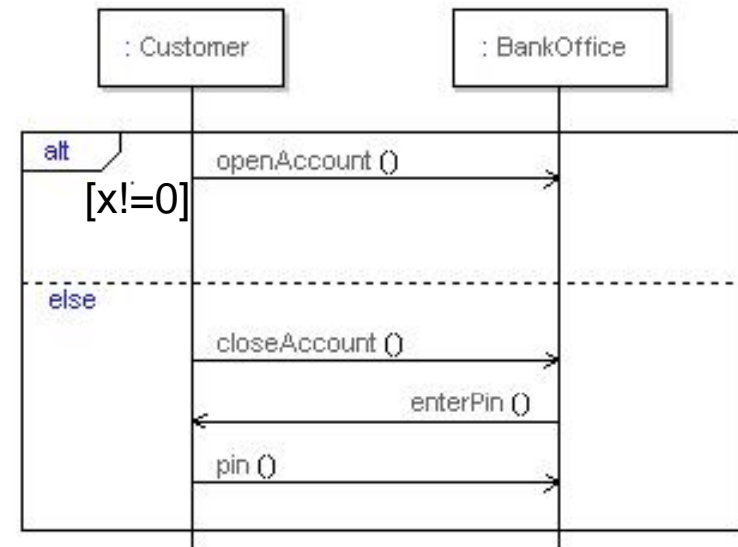 : Customer
: BankOffice
alt
openAccount ()
[x!=0]
else
closeAccount ()
enterPin ()
pin ()